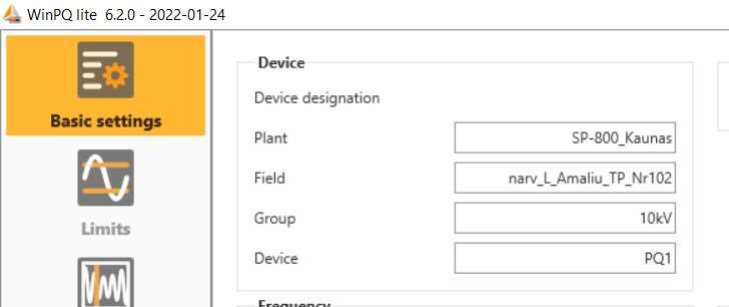 WinPQ lite 6.2.0 - 2022-01-24
Basic settings
Limits
Device
Device designation
Plant SP-800_Kaunas
Field narv_L_Amaliu_TP_Nr102
Group 10kV
Device PQ1
Frequency